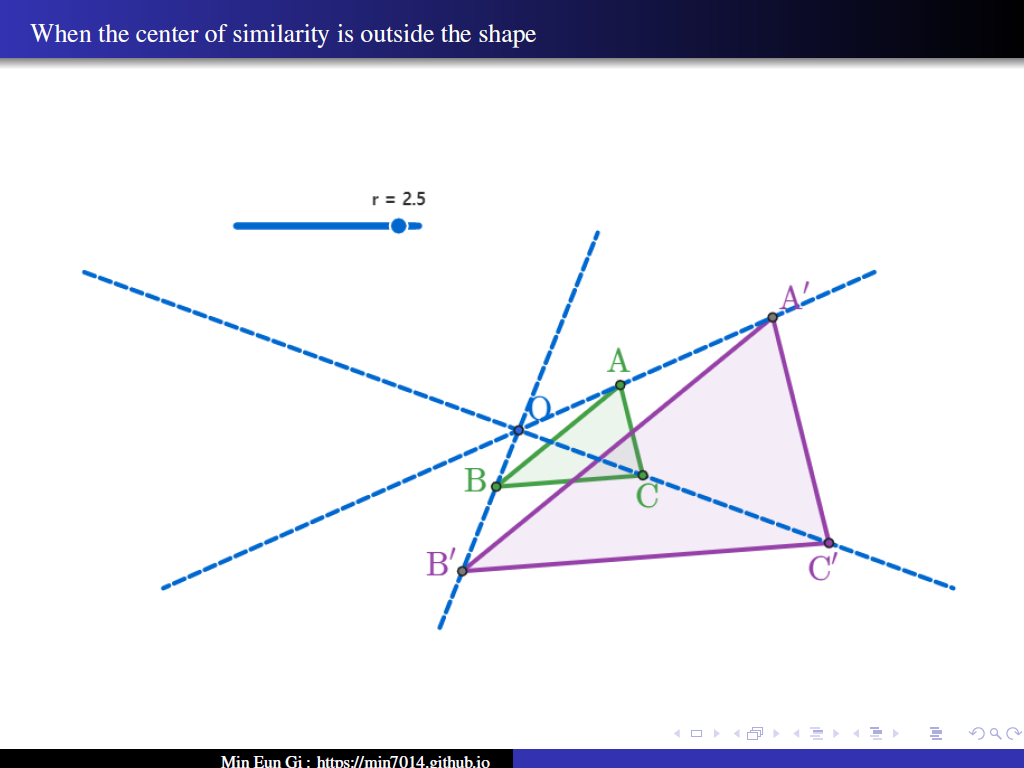 When the center of similarity is outside the shape
r = 2.5
A′
A
O
B
C
B′
C′
Min Eun Gi : https://min7014.github.io